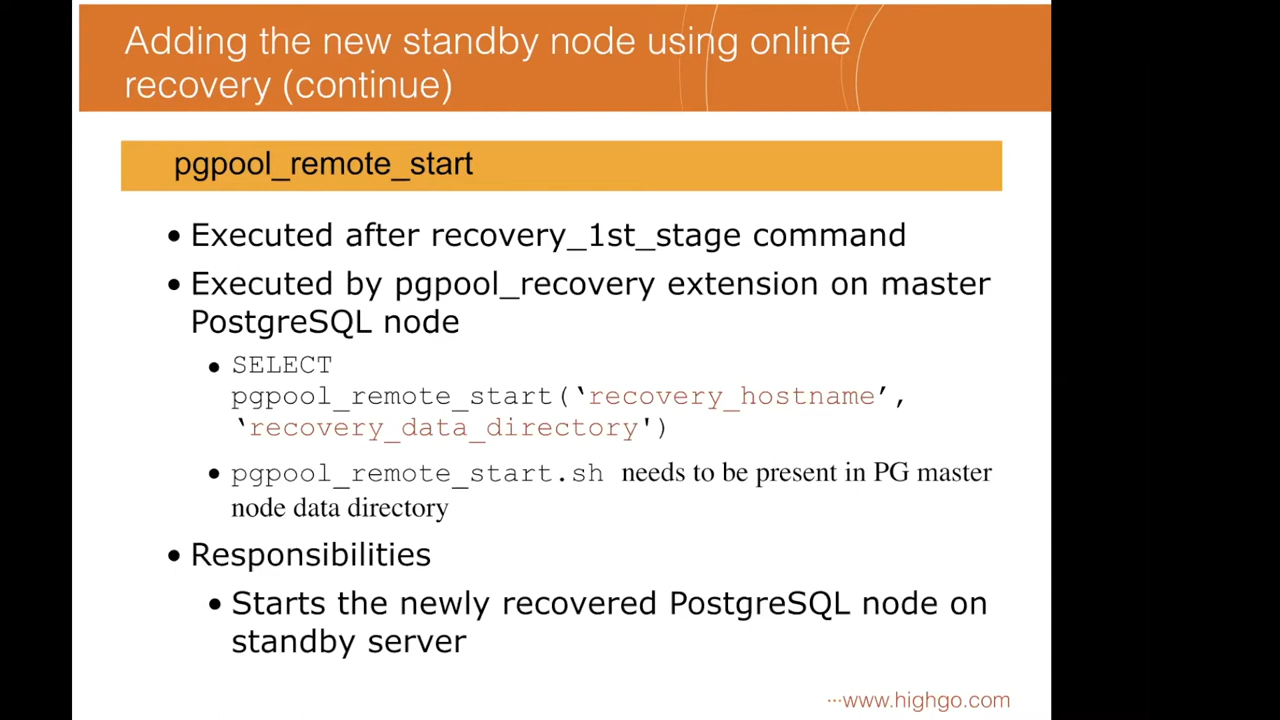 Adding the new standby node using online
recovery (continue)
pgpool_remote_start
• Executed after recovery_1st_stage command
• Executed by pgpool_recovery extension on master
PostgreSQL node
• SELECT
pgpool_remote_start(‘recovery_hostname’,
‘recovery_data_directory')
• pgpool_remote_start.sh needs to be present in PG master
node data directory
• Responsibilities
• Starts the newly recovered PostgreSQL node on
standby server
···www.highgo.com